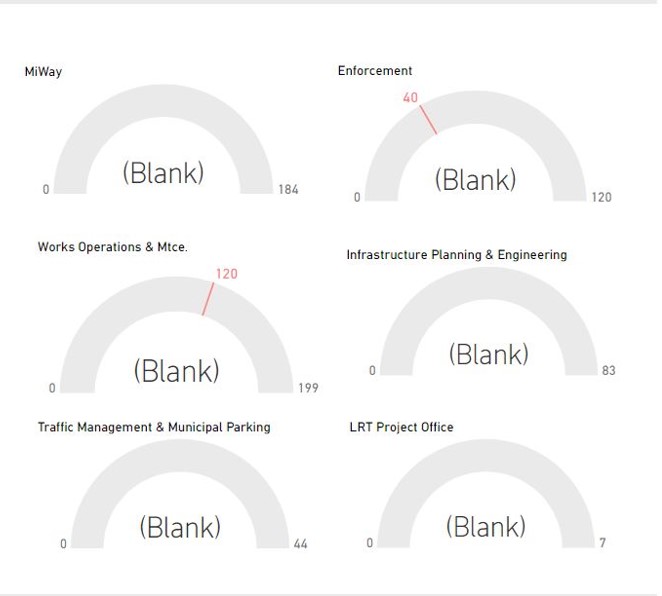 MiWay
(Blank)
0
184
Enforcement
40
(Blank)
0
120
Works Operations & Mtce.
120
(Blank)
0
199
Infrastructure Planning & Engineering
(Blank)
0
83
Traffic Management & Municipal Parking
(Blank)
0
44
LRT Project Office
(Blank)
0
7